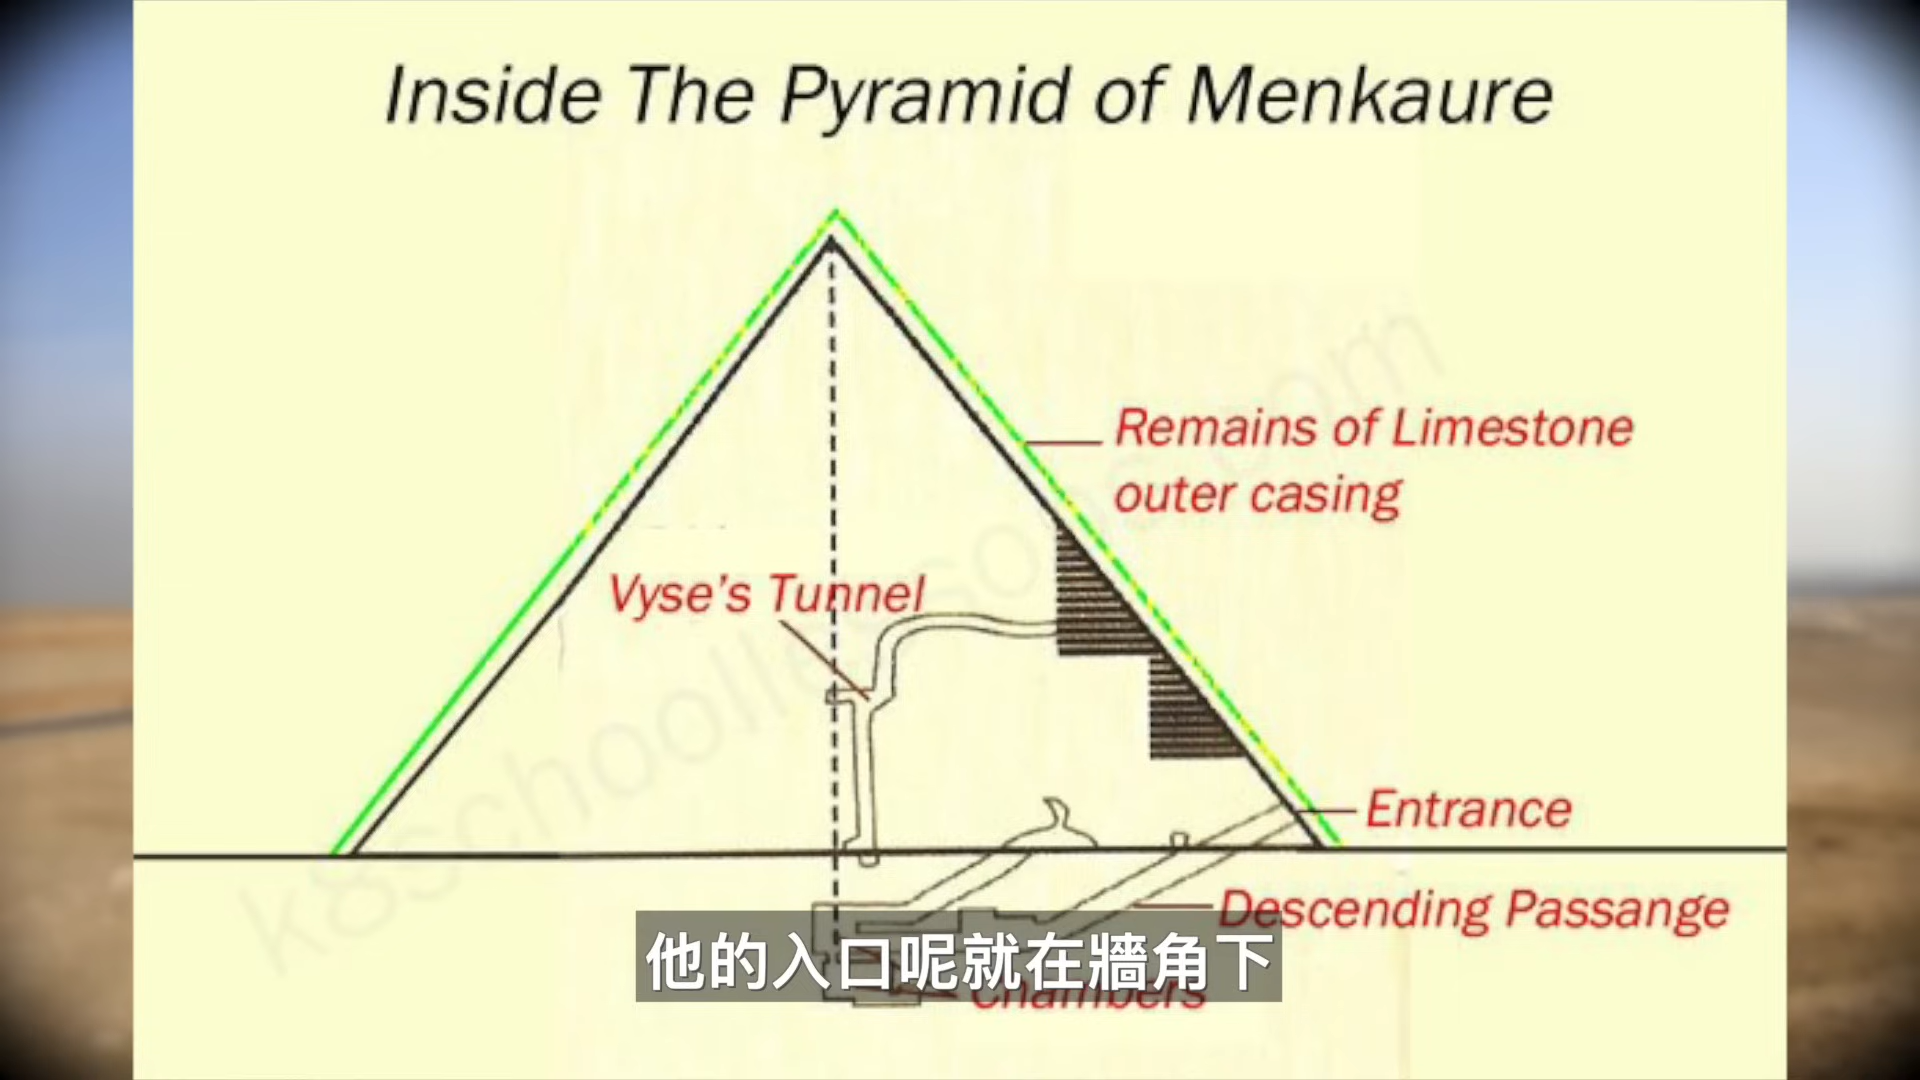 Inside The Pyramid of Menkaure
Remains of Limestone
outer casing
Vyse's Tunnel
Entrance
Descending Passange
他的入口呢就在牆角下
Chambers